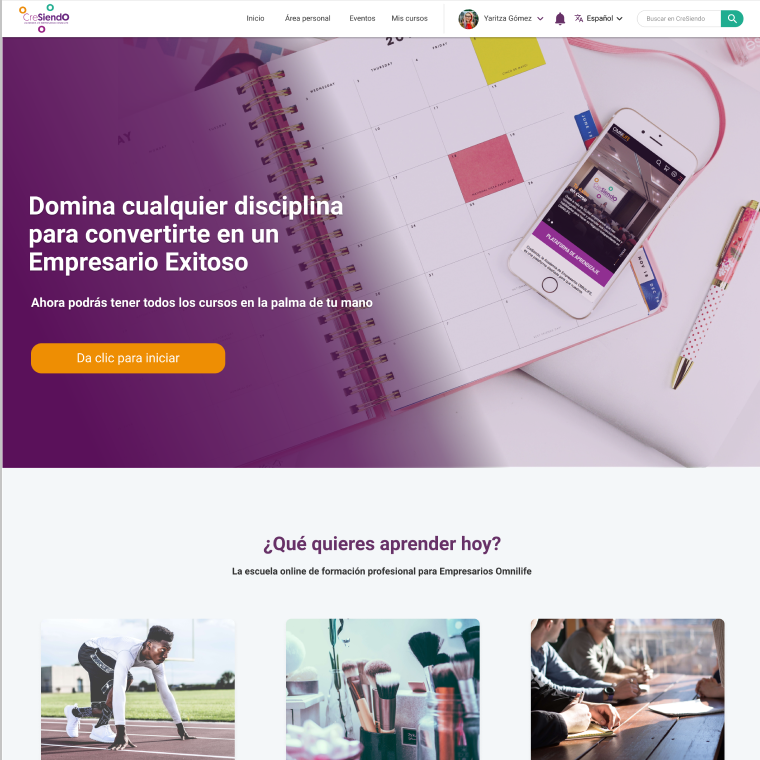 CreSiendO
Inicio
Área personal
Eventos
Mis cursos
Yaritza Gómez
Español
Buscar en CreSiendo
WEDNESDAY
THURSDAY
FRIDAY
Domina cualquier disciplina
para convertirte en un
Empresario Exitoso
Ahora podrás tener todos los cursos en la palma de tu mano
Da clic para iniciar
CreSiendO
PLATAFORMA DE APRENDIZAJE
¿Qué quieres aprender hoy?
La escuela online de formación profesional para Empresarios Omnilife